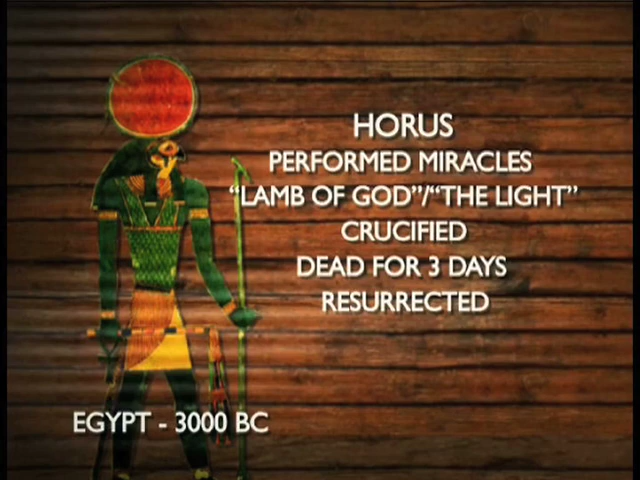 HORUS
PERFORMED MIRACLES
"LAMB OF GOD"/"THE LIGHT"
CRUCIFIED
DEAD FOR 3 DAYS
RESURRECTED
EGYPT - 3000 BC